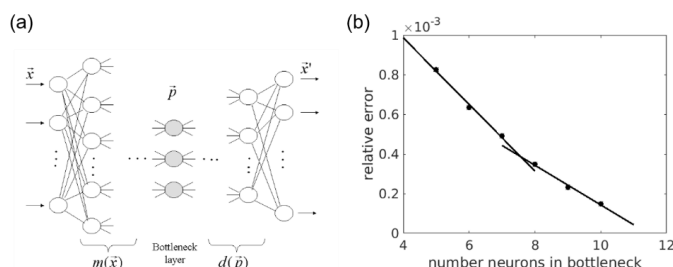 (a)
x⃗
p⃗
x⃗'
m(x⃗)
Bottleneck
layer
d(p⃗)
(b)
1 ×10⁻³
0.8
0.6
0.4
0.2
0
4 6 8 10 12
relative error
number neurons in bottleneck